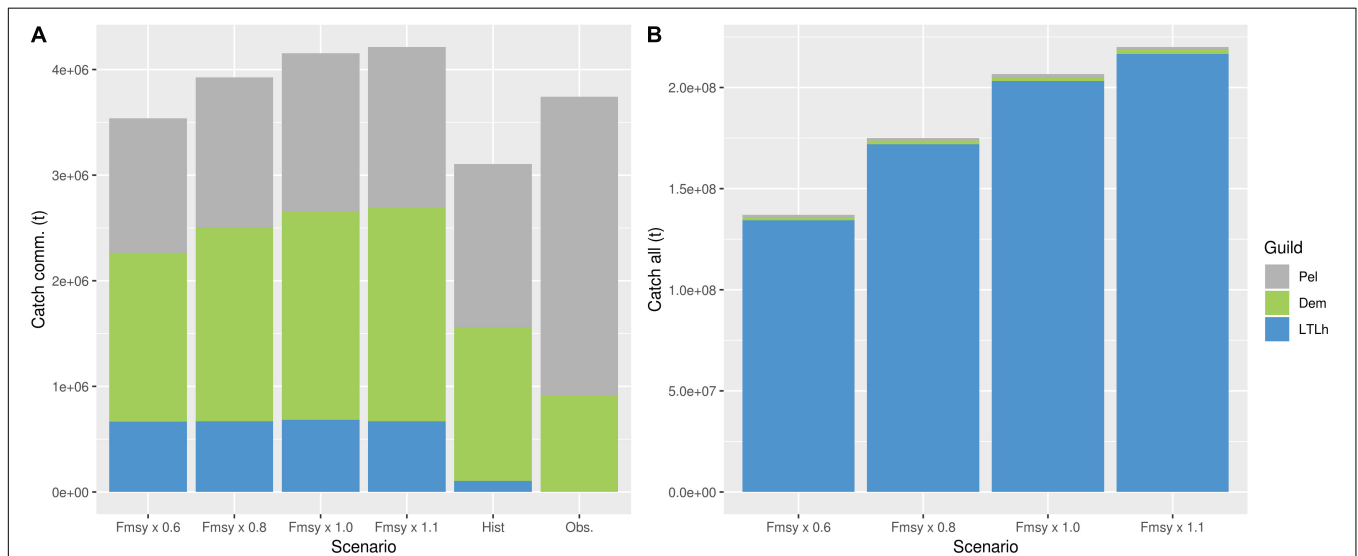 A
Catch comm. (t)
4e+06
3e+06
2e+06
1e+06
0e+00
Fmsy x 0.6 Fmsy x 0.8 Fmsy x 1.0 Fmsy x 1.1 Hist Obs.
Scenario
B
Catch all (t)
2.0e+08
1.5e+08
1.0e+08
5.0e+07
0.0e+00
Fmsy x 0.6 Fmsy x 0.8 Fmsy x 1.0 Fmsy x 1.1
Scenario
Guild
Pel
Dem
LTLh